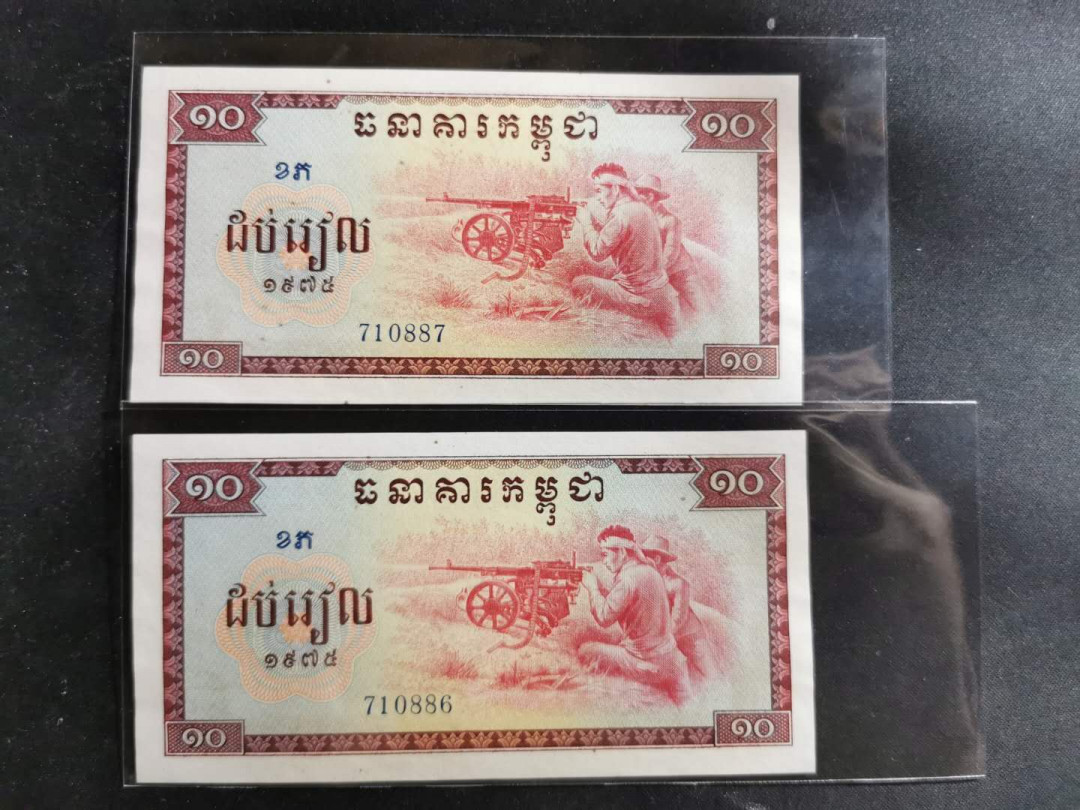 ១០
ធនាគារកម្ពុជា
១០
ខភ
ដប់រៀល
១៩៧៥
710887
១០
១០
១០
ធនាគារកម្ពុជា
១០
ខភ
ដប់រៀល
១៩៧៥
710886
១០
១០